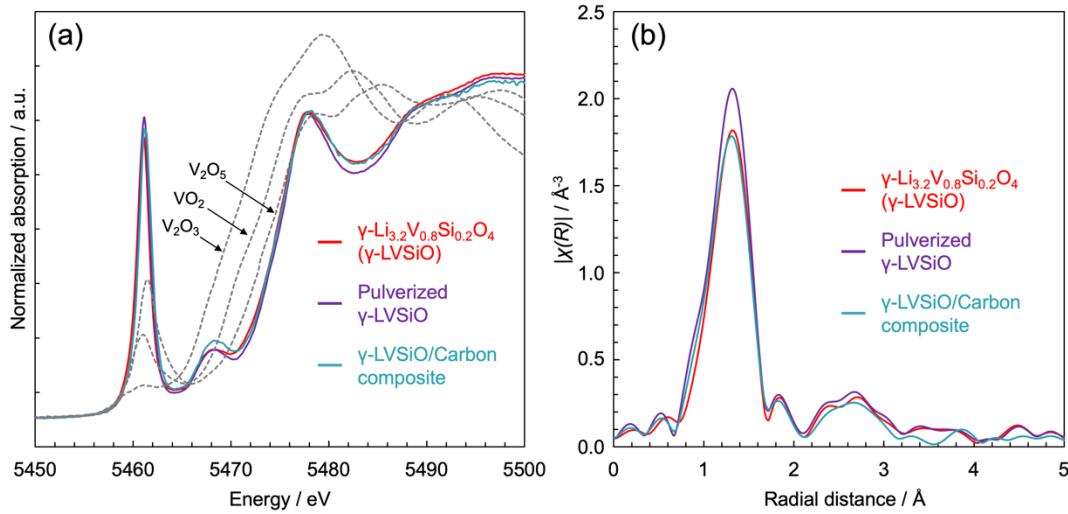 (a)
Normalized absorption / a.u.
V₂O₅
VO₂
V₂O₃
γ-Li₃.₂V₀.₈Si₀.₂O₄
(γ-LVSiO)
Pulverized
γ-LVSiO
γ-LVSiO/Carbon
composite
5450 5460 5470 5480 5490 5500
Energy / eV
(b)
|χ(R)| / Å⁻³
2.5
2.0
1.5
1.0
0.5
0.0
γ-Li₃.₂V₀.₈Si₀.₂O₄
(γ-LVSiO)
Pulverized
γ-LVSiO
γ-LVSiO/Carbon
composite
0 1 2 3 4 5
Radial distance / Å